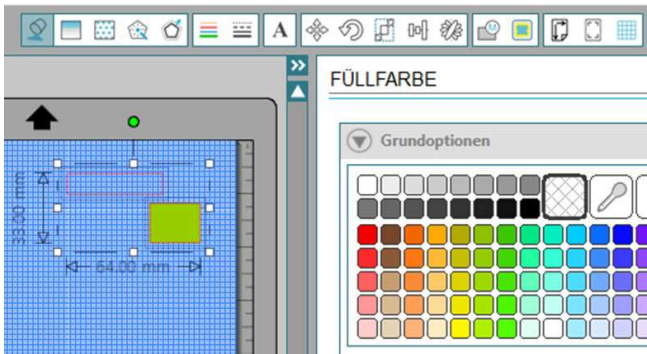 A
M
FÜLLFARBE
Grundoptionen
33.00 mm
64.00 mm